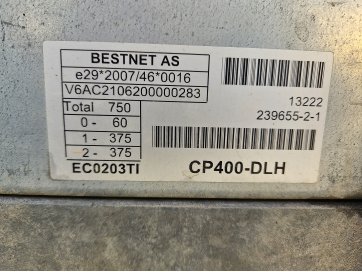 BESTNET AS
e29*2007/46*0016
V6AC2106200000283
Total 750
0 - 60
1 - 375
2 - 375
EC0203TI
13222
239655-2-1
CP400-DLH